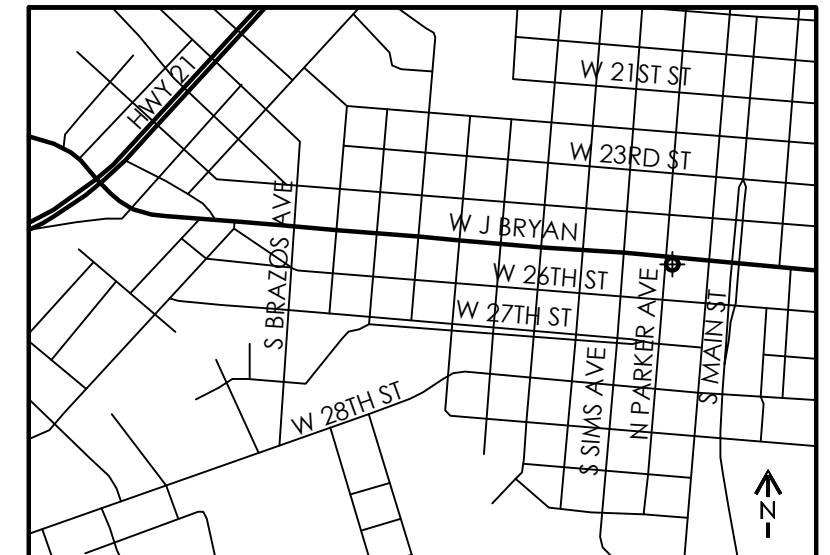 HWY 21
W 21ST ST
W 23RD ST
S BRAZOS AVE
W J BRYAN
W 26TH ST
W 27TH ST
N PARKER AVE
S MAIN ST
S SIMS AVE
W 28TH ST
N